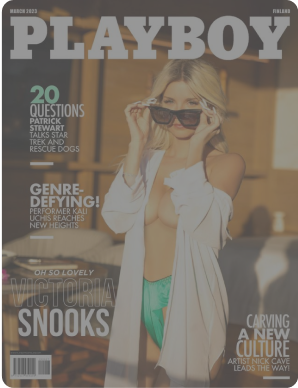 MARCH 2023
FINLAND
PLAYBOY
20
QUESTIONS
PATRICK
STEWART
TALKS STAR
TREK AND
RESCUE DOGS
GENRE-
DEFYING!
PERFORMER KALI
UCHIS REACHES
NEW HEIGHTS
OH SO LOVELY
VICTORIA
SNOOKS
CARVING
A NEW
CULTURE
ARTIST NICK CAVE
LEADS THE WAY!